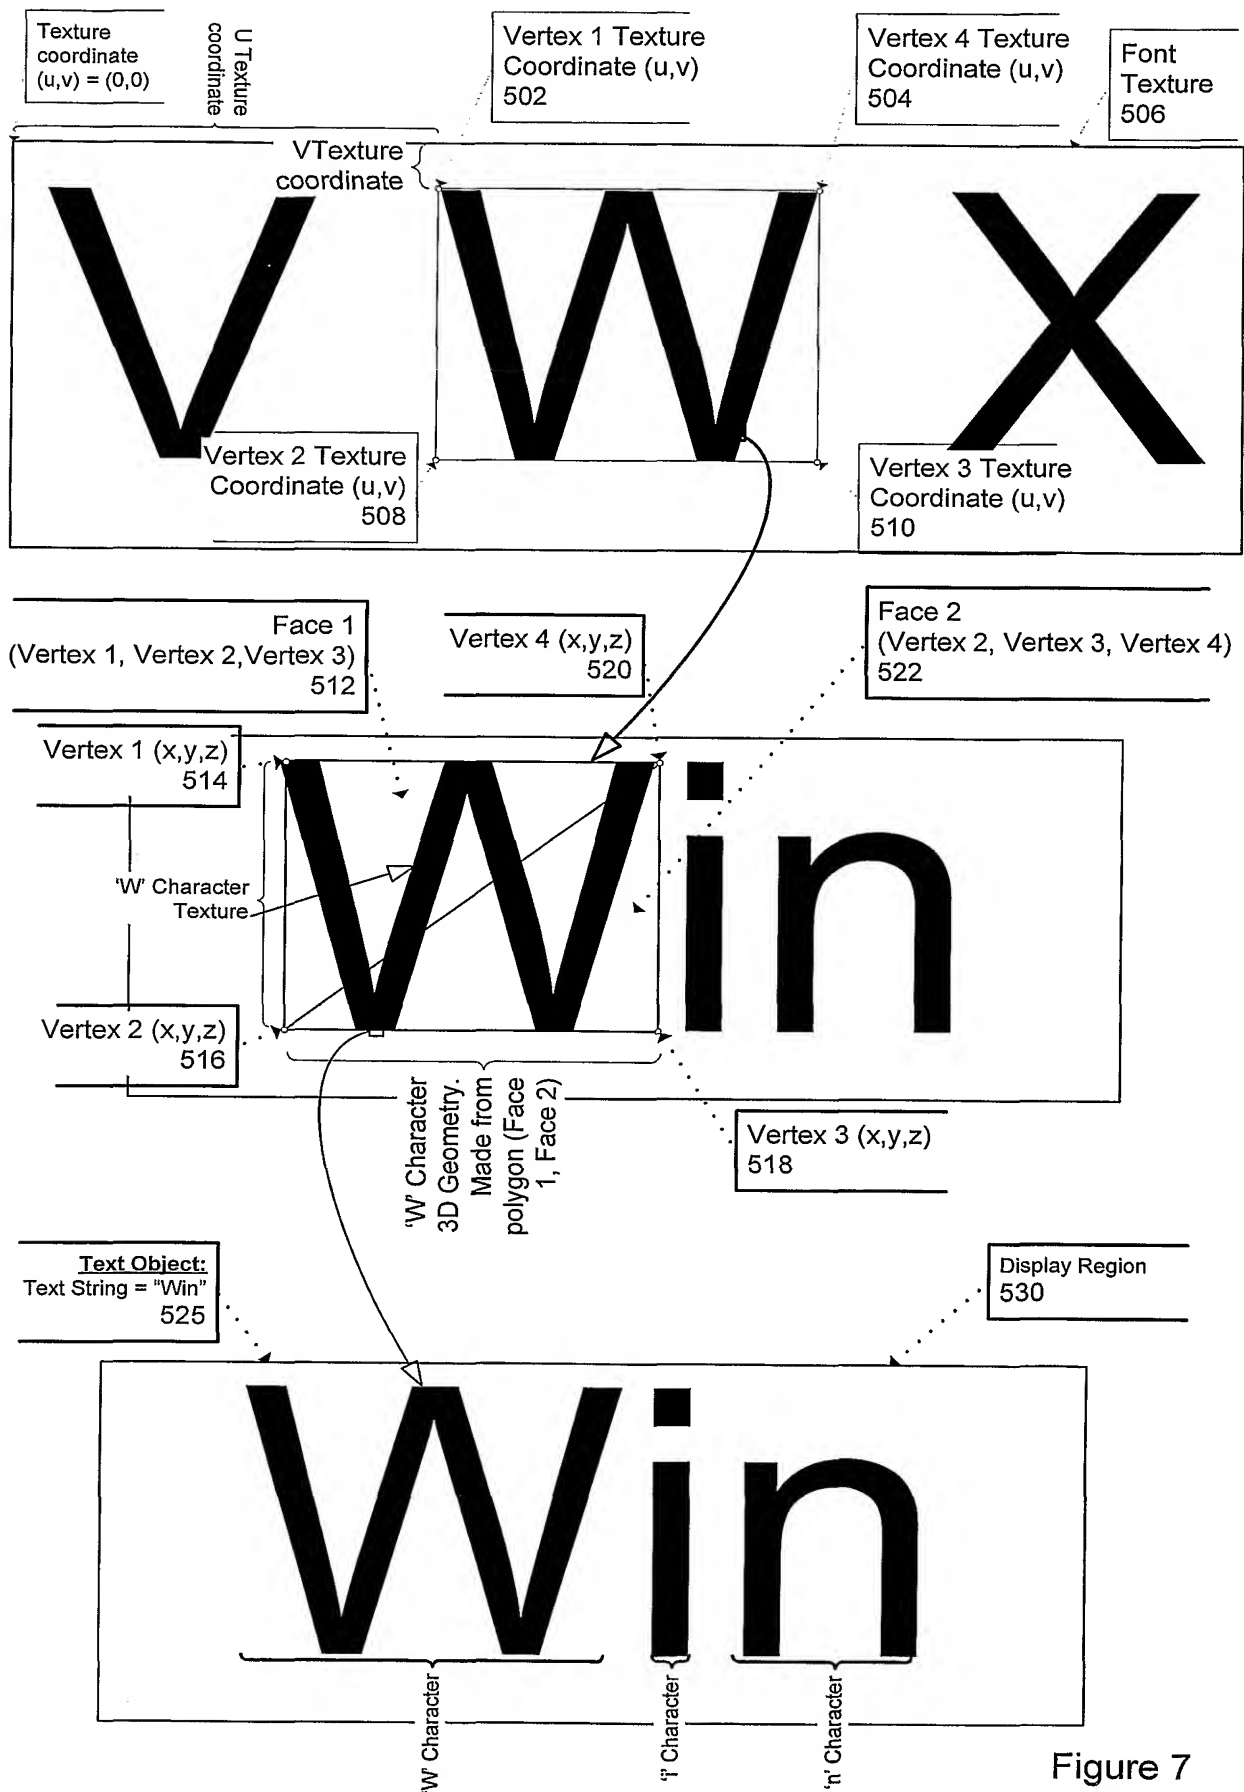 Texture
coordinate
(u,v) = (0,0)
U Texture
coordinate
Vertex 1 Texture
Coordinate (u,v)
502
Vertex 4 Texture
Coordinate (u,v)
504
Font
Texture
506
VTexture
coordinate
V W X
Vertex 2 Texture
Coordinate (u,v)
508
Vertex 3 Texture
Coordinate (u,v)
510
Face 1
(Vertex 1, Vertex 2,Vertex 3)
512
Vertex 4 (x,y,z)
520
Face 2
(Vertex 2, Vertex 3, Vertex 4)
522
Vertex 1 (x,y,z)
514
'W' Character
Texture
Win
Vertex 2 (x,y,z)
516
'W' Character
3D Geometry.
Made from
polygon (Face
1, Face 2)
Vertex 3 (x,y,z)
518
Text Object:
Text String = "Win"
525
Display Region
530
Win
'W' Character
'i' Character
'n' Character
Figure 7